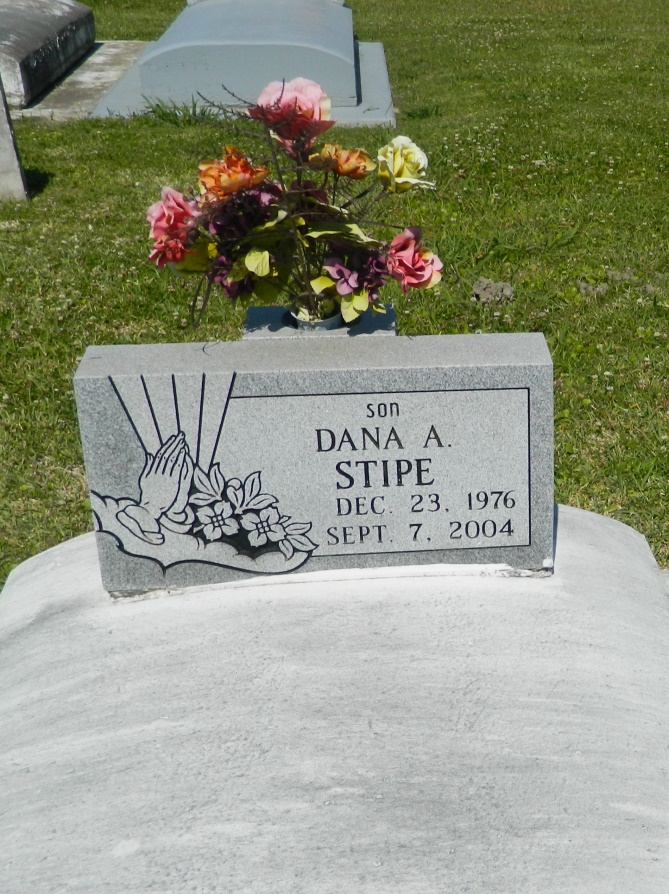 son
DANA A.
STIPE
DEC. 23, 1976
SEPT. 7, 2004